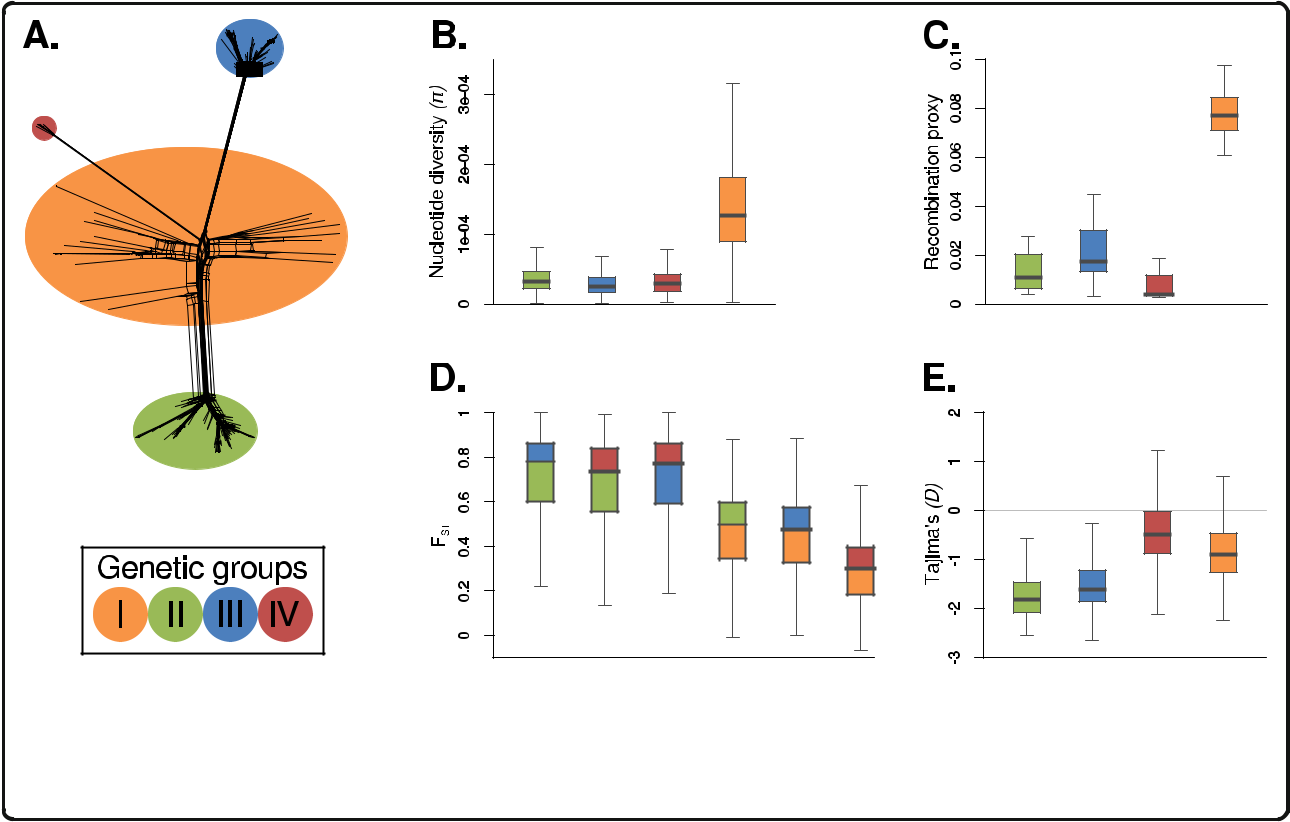 A.
B.
C.
Nucleotide diversity (π)
0
1e-04
2e-04
3e-04
Recombination proxy
0
0.02
0.04
0.06
0.08
0.1
D.
E.
FST
0
0.2
0.4
0.6
0.8
1
Tajima's (D)
-3
-2
-1
0
1
2
Genetic groups
I II III IV